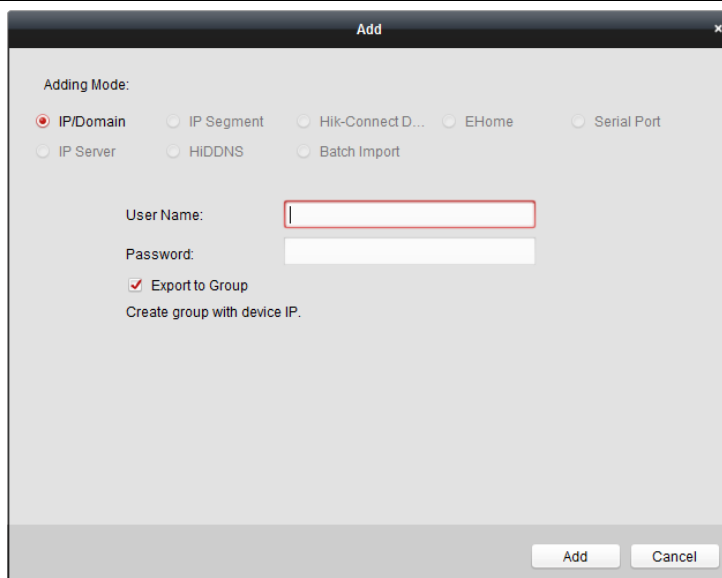 Add
Adding Mode:
IP/Domain IP Segment Hik-Connect D... EHome Serial Port
IP Server HiDDNS Batch Import
User Name:
Password:
Export to Group
Create group with device IP.
Add Cancel